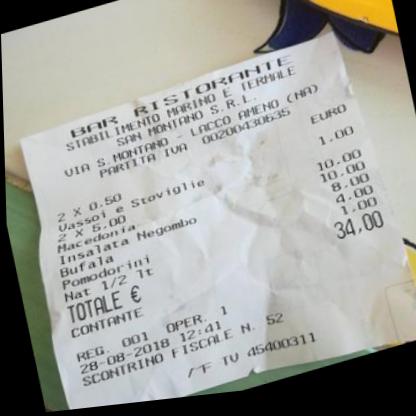 BAR RISTORANTE
STABILIMENTO MARINO E TERMALE
SAN MONTANO S.R.L.
VIA S.MONTANO - LACCO AMENO (NA)
PARTITA IVA 00200430635
EURO
2 X 0.50
Vassoi e Stoviglie 1.00
2 X 5.00
Macedonia 10.00
Insalata Negombo 10.00
Bufala 8.00
Pomodorini 4.00
Nat 1/2 lt 1.00
TOTALE € 34,00
CONTANTE
REG. 001 OPER. 1
28-08-2018 12:41
SCONTRINO FISCALE N. 52
/F TV 45400311